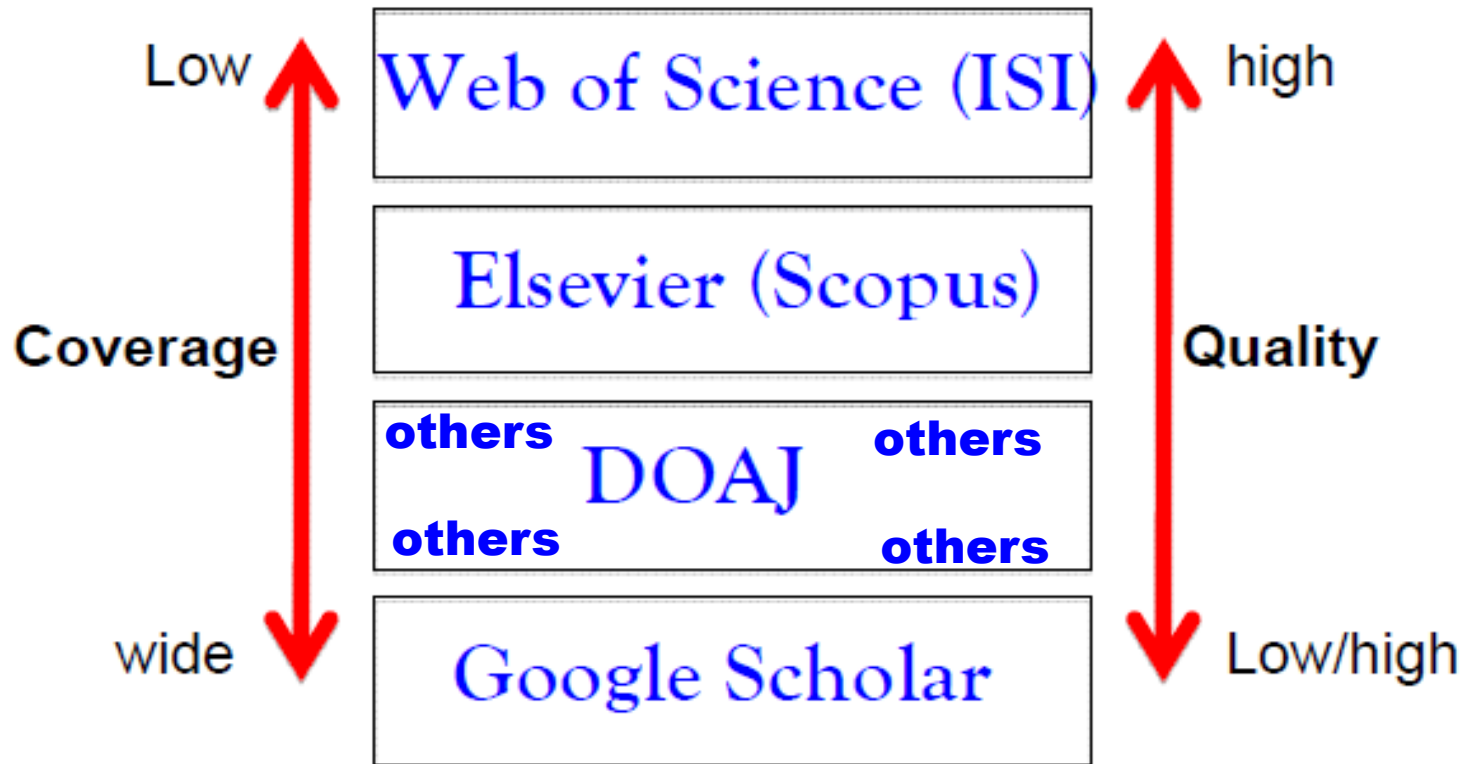 Low
Web of Science (ISI)
high
Elsevier (Scopus)
Coverage
Quality
others
others
DOAJ
others
others
wide
Google Scholar
Low/high